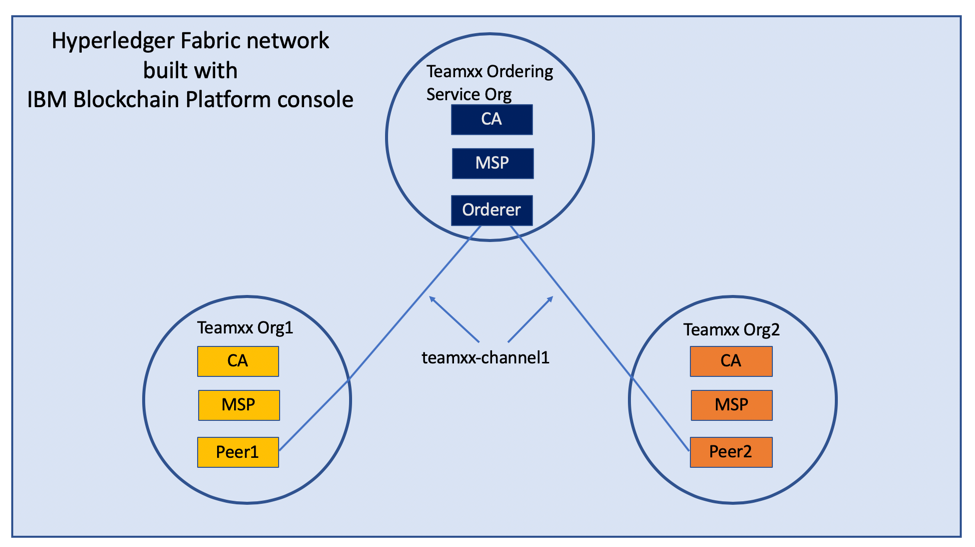 Hyperledger Fabric network
built with
IBM Blockchain Platform console
Teamxx Ordering
Service Org
CA
MSP
Orderer
teamxx-channel1
Teamxx Org1
CA
MSP
Peer1
Teamxx Org2
CA
MSP
Peer2